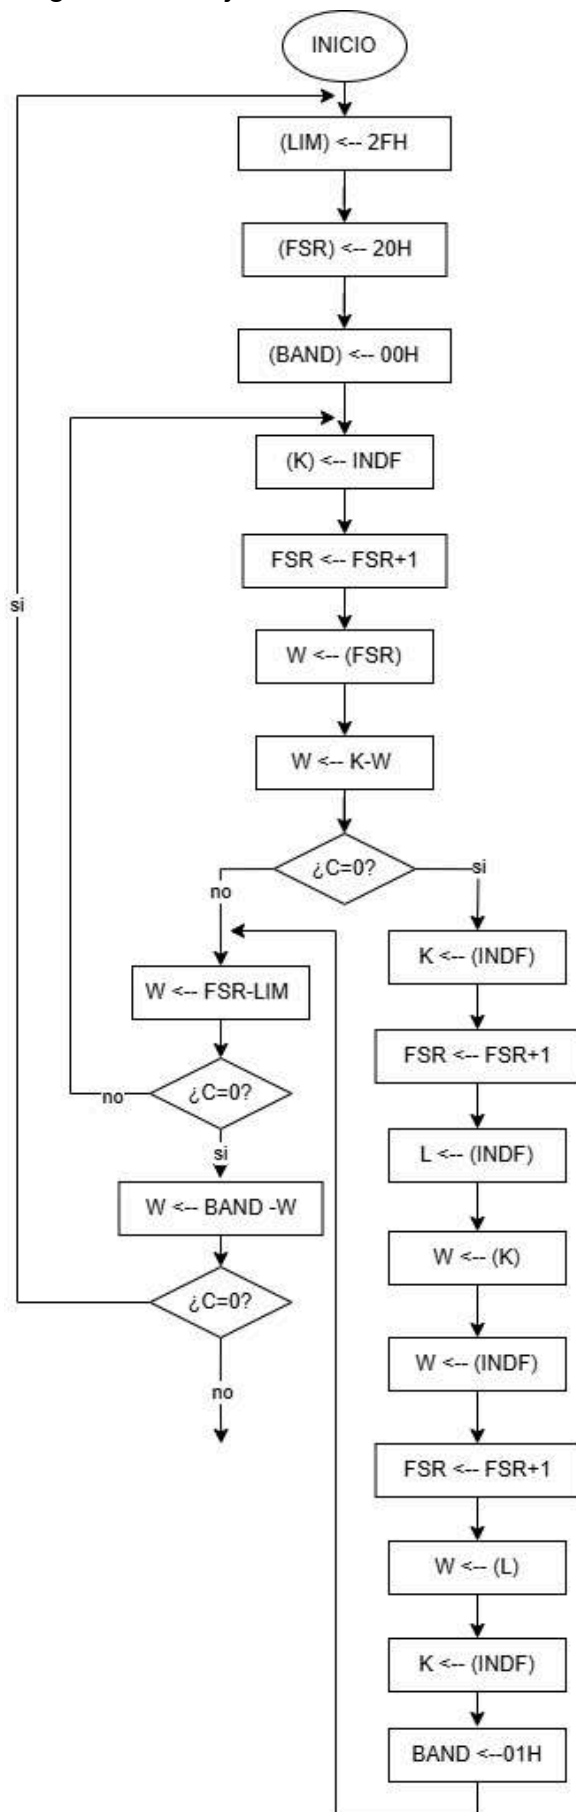 INICIO
(LIM) <-- 2FH
(FSR) <-- 20H
(BAND) <-- 00H
(K) <-- INDF
FSR <-- FSR+1
si
W <-- (FSR)
W <-- K-W
¿C=0?
si
no
K <-- (INDF)
W <-- FSR-LIM
FSR <-- FSR+1
¿C=0?
no
si
L <-- (INDF)
W <-- BAND -W
W <-- (K)
¿C=0?
W <-- (INDF)
no
FSR <-- FSR+1
W <-- (L)
K <-- (INDF)
BAND <--01H